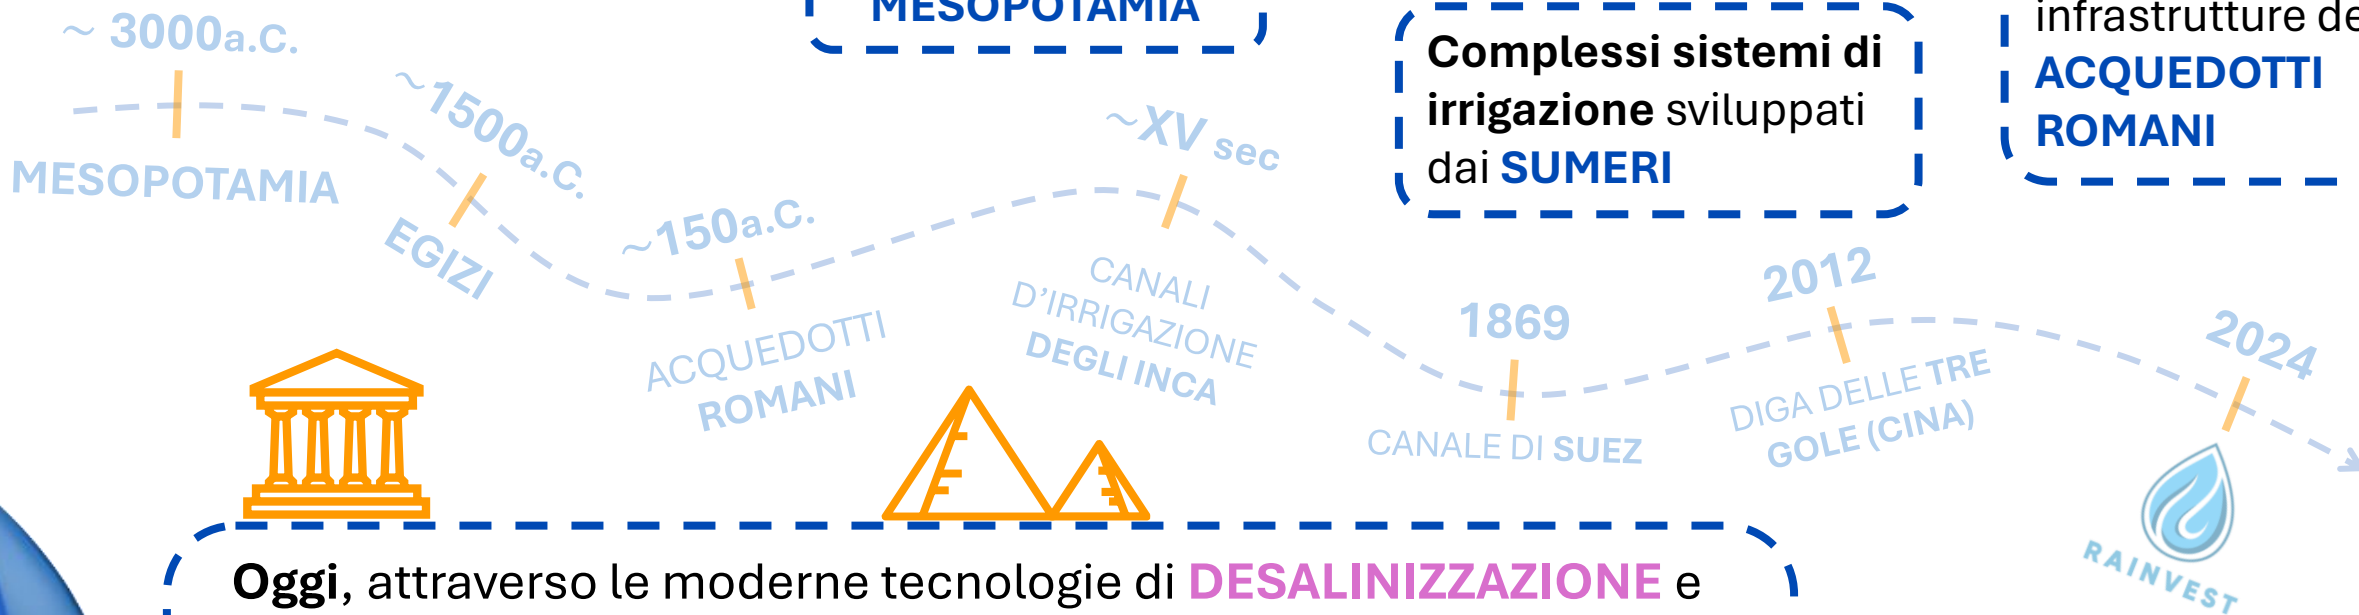 MESOPOTAMIA
Complessi sistemi di
irrigazione sviluppati
dai SUMERI
infrastrutture de
ACQUEDOTTI
ROMANI
~ 3000a.C.
MESOPOTAMIA
~1500a.C.
EGIZI
~150a.C.
ACQUEDOTTI
ROMANI
~XV sec
CANALI
D’IRRIGAZIONE
DEGLI INCA
1869
CANALE DI SUEZ
2012
DIGA DELLE TRE
GOLE (CINA)
2024
RAINVEST
Oggi, attraverso le moderne tecnologie di DESALINIZZAZIONE e